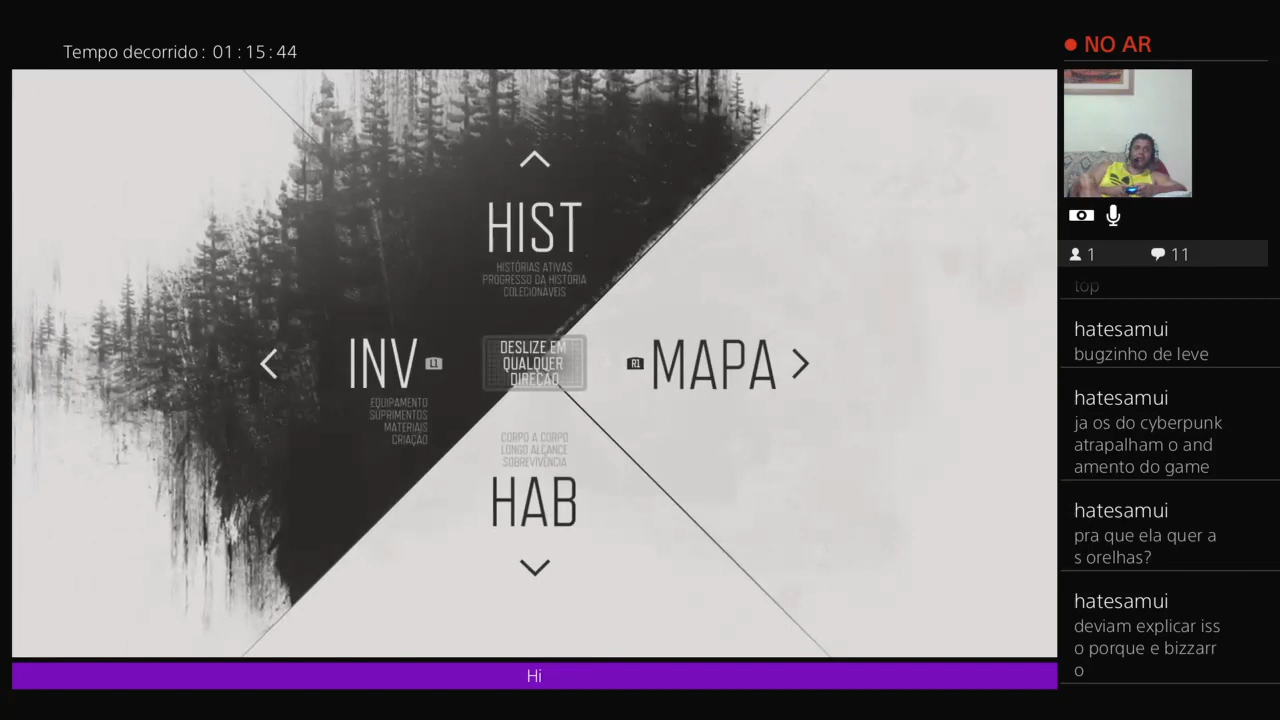 Tempo decorrido: 01:15:44
NO AR
HIST
HISTÓRIAS ATIVAS
PROGRESSO DA HISTÓRIA
COLECIONÁVEIS
INV L1
EQUIPAMENTO
SUPRIMENTOS
MATERIAIS
CRIAÇÃO
DESLIZE EM
QUALQUER
DIREÇÃO
R1 MAPA
CORPO A CORPO
LONGO ALCANCE
SOBREVIVÊNCIA
HAB
Hi
1 11
top
hatesamui
bugzinho de leve
hatesamui
ja os do cyberpunk
atrapalham o and
amento do game
hatesamui
pra que ela quer a
s orelhas?
hatesamui
deviam explicar iss
o porque e bizzarr
o